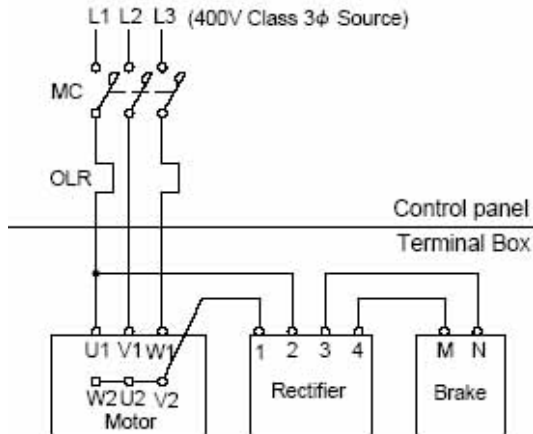 L1 L2 L3 (400V Class 3ϕ Source)
MC
OLR
Control panel
Terminal Box
U1 V1 W1 1 2 3 4 M N
W2 U2 V2 Rectifier Brake
Motor